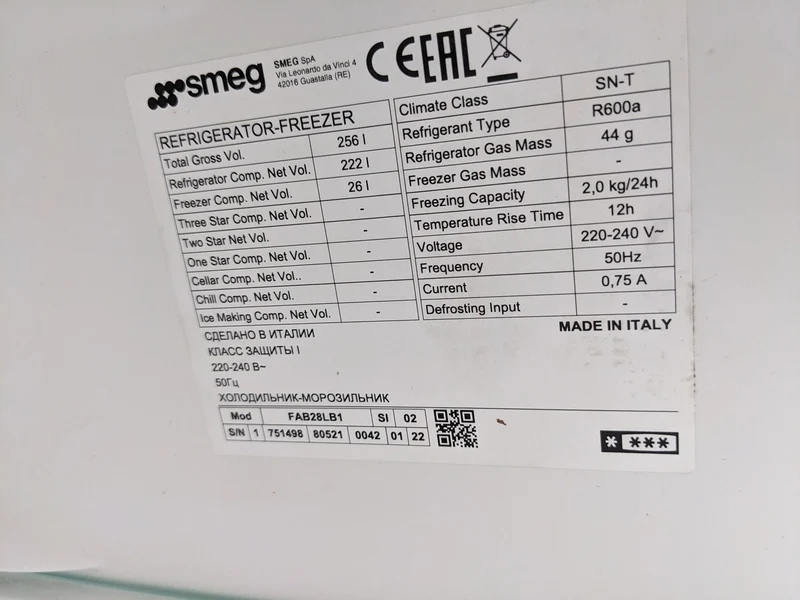 smeg
SMEG SpA
Via Leonardo da Vinci 4
42016 Guastalla (RE)
CE EAC
REFRIGERATOR-FREEZER
Total Gross Vol. 256 l
Refrigerator Comp. Net Vol. 222 l
Freezer Comp. Net Vol. 26 l
Three Star Comp. Net Vol. -
Two Star Net Vol. -
One Star Comp. Net Vol. -
Cellar Comp. Net Vol.. -
Chill Comp. Net Vol. -
Ice Making Comp. Net Vol. -
Climate Class SN-T
Refrigerant Type R600a
Refrigerator Gas Mass 44 g
Freezer Gas Mass -
Freezing Capacity 2,0 kg/24h
Temperature Rise Time 12h
Voltage 220-240 V~
Frequency 50Hz
Current 0,75 A
Defrosting Input -
MADE IN ITALY
СДЕЛАНО В ИТАЛИИ
КЛАСС ЗАЩИТЫ I
220-240 В~
50Гц
ХОЛОДИЛЬНИК-МОРОЗИЛЬНИК
Mod FAB28LB1 SI 02
S/N 1 751498 80521 0042 01 22
* ***